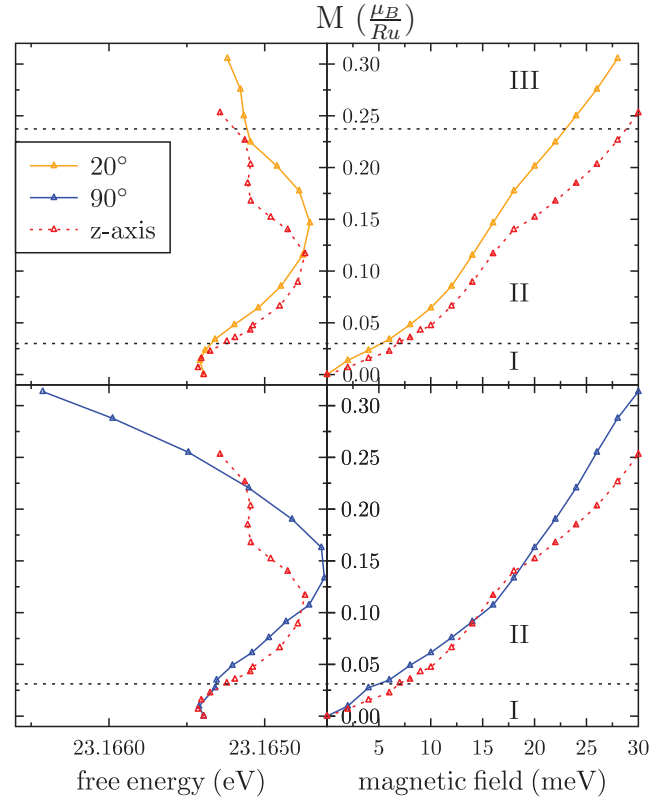 M (μ_B/Ru)
0.30
0.25
0.20
0.15
0.10
0.05
0.00
III
II
I
20°
90°
z-axis
0.30
0.25
0.20
0.15
0.10
0.05
0.00
II
I
23.1660 23.1650
5 10 15 20 25 30
free energy (eV)
magnetic field (meV)